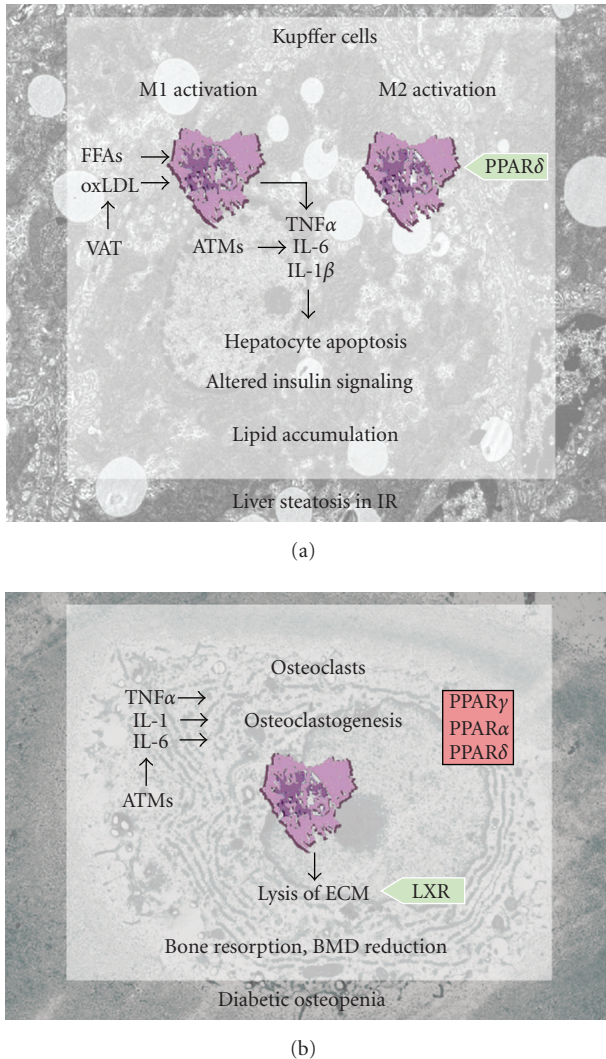 Kupffer cells
M1 activation
M2 activation
FFAs
oxLDL
VAT
PPARδ
ATMs
TNFα
IL-6
IL-1β
Hepatocyte apoptosis
Altered insulin signaling
Lipid accumulation
Liver steatosis in IR
(a)
Osteoclasts
TNFα
IL-1
IL-6
ATMs
Osteoclastogenesis
PPARγ
PPARα
PPARδ
Lysis of ECM
LXR
Bone resorption, BMD reduction
Diabetic osteopenia
(b)